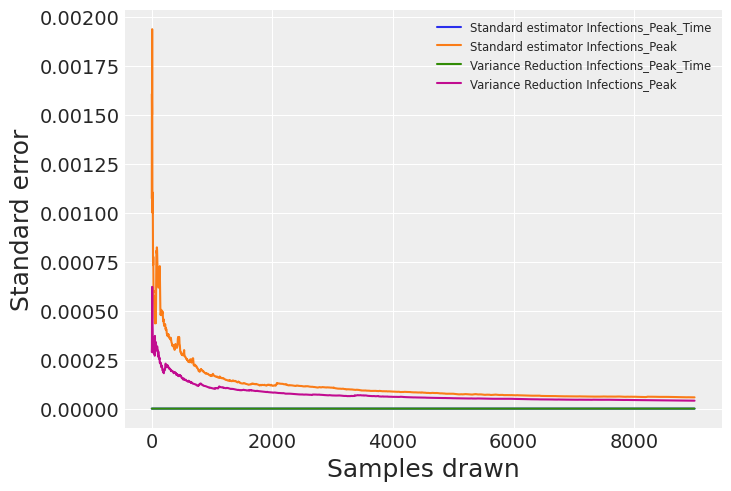 0.00200
0.00175
0.00150
0.00125
0.00100
0.00075
0.00050
0.00025
0.00000
Standard error
Standard estimator Infections_Peak_Time
Standard estimator Infections_Peak
Variance Reduction Infections_Peak_Time
Variance Reduction Infections_Peak
0 2000 4000 6000 8000
Samples drawn